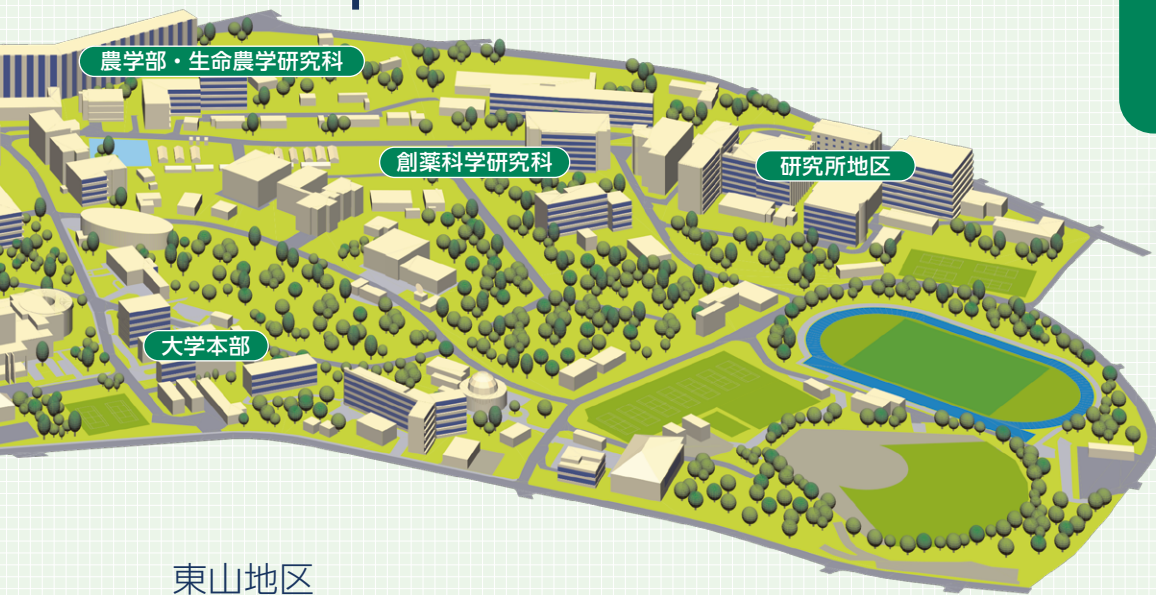 農学部・生命農学研究科
創薬科学研究科
研究所地区
大学本部
東山地区